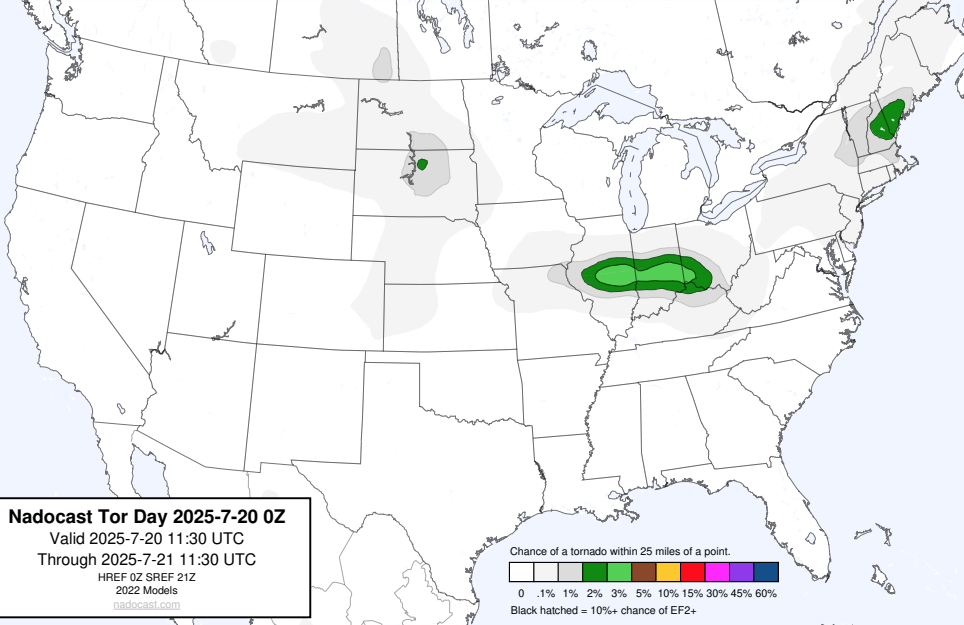 Nadocast Tor Day 2025-7-20 0Z
Valid 2025-7-20 11:30 UTC
Through 2025-7-21 11:30 UTC
HREF 0Z SREF 21Z
2022 Models
nadocast.com
Chance of a tornado within 25 miles of a point.
0 .1% 1% 2% 3% 5% 10% 15% 30% 45% 60%
Black hatched = 10%+ chance of EF2+